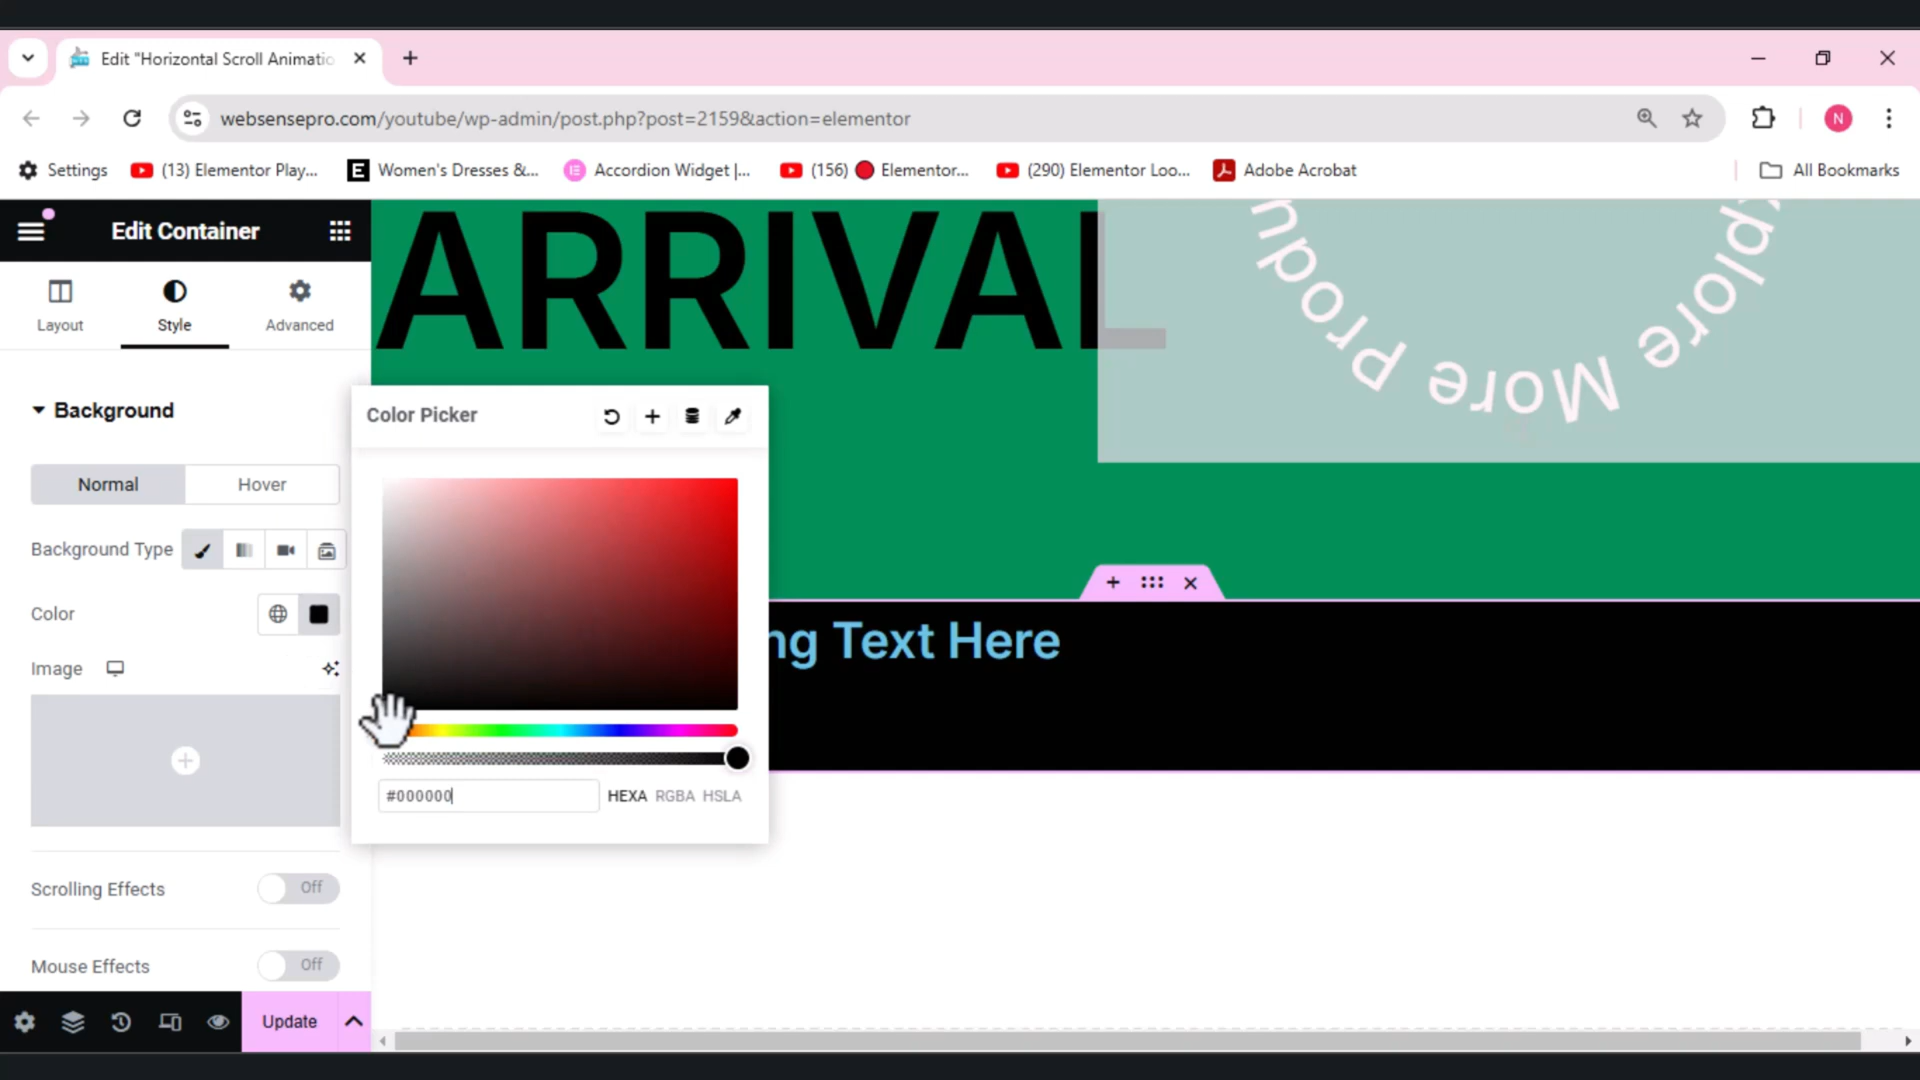 Edit "Horizontal Scroll Animatio
websensepro.com/youtube/wp-admin/post.php?post=2159&action=elementor
Settings
(13) Elementor Play...
E
Women's Dresses &...
Accordion Widget |...
(156) Elementor...
(290) Elementor Loo...
Adobe Acrobat
All Bookmarks
N
Edit Container
Layout
Style
Advanced
Background
Normal
Hover
Background Type
Color
Image
Scrolling Effects
Off
Mouse Effects
Off
Update
Color Picker
#000000
HEXA RGBA HSLA
ARRIVAL
xplore More Produ
ng Text Here